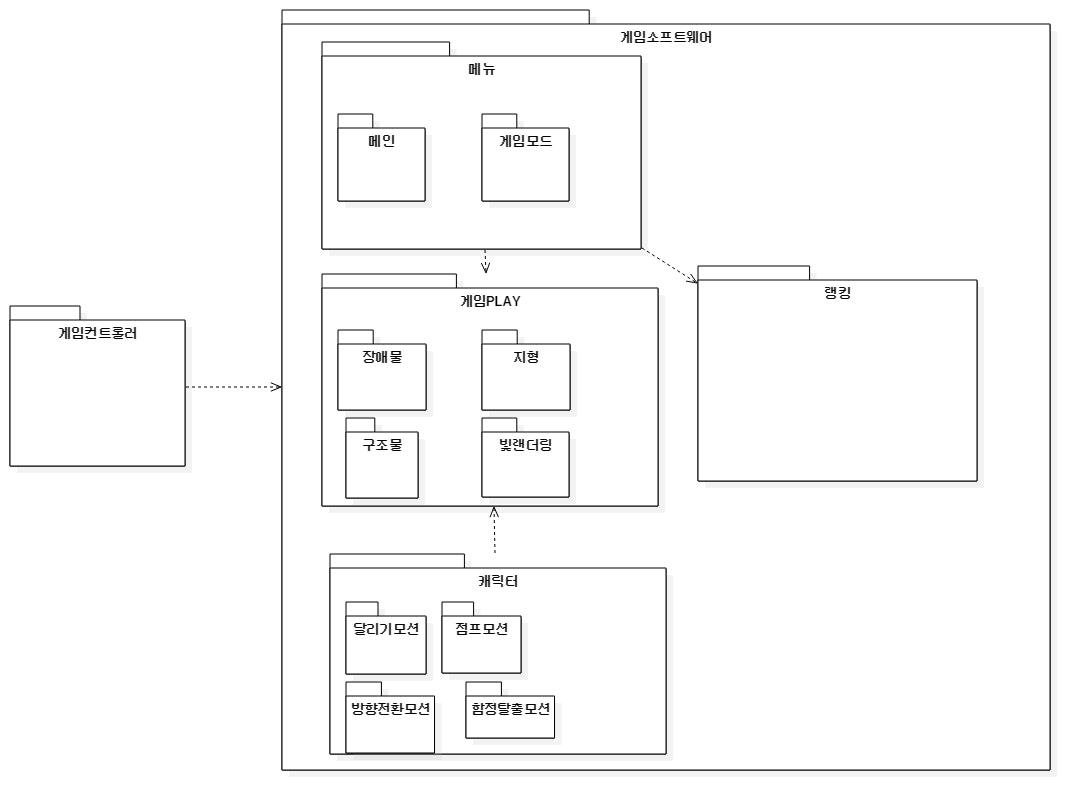 게임소프트웨어
메뉴
메인
게임모드
랭킹
게임컨트롤러
게임PLAY
장애물
지형
구조물
빛랜더링
캐릭터
달리기모션
점프모션
방향전환모션
함정탈출모션